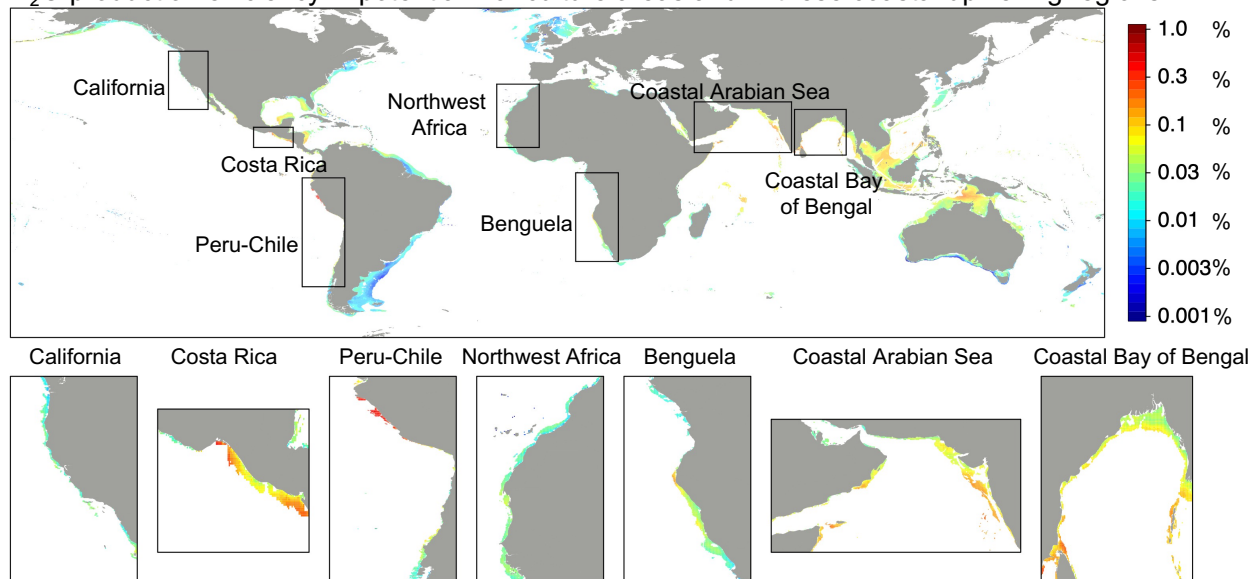 1.0 %
0.3 %
0.1 %
0.03 %
0.01 %
0.003%
0.001%
California
Northwest
Africa
Coastal Arabian Sea
Costa Rica
Coastal Bay
of Bengal
Benguela
Peru-Chile
California
Costa Rica
Peru-Chile
Northwest Africa
Benguela
Coastal Arabian Sea
Coastal Bay of Bengal